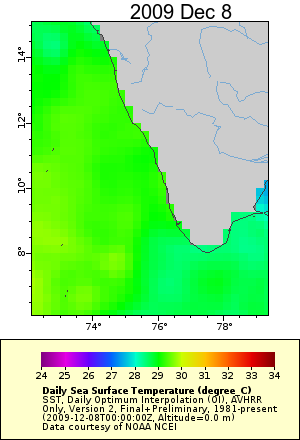 2009 Dec 8
14°
12°
10°
8°
74° 76° 78°
24 25 26 27 28 29 30 31 32 33 34
Daily Sea Surface Temperature (degree_C)
SST, Daily Optimum Interpolation (OI), AVHRR
Only, Version 2, Final+Preliminary, 1981-present
(2009-12-08T00:00:00Z, Altitude=0.0 m)
Data courtesy of NOAA NCEI